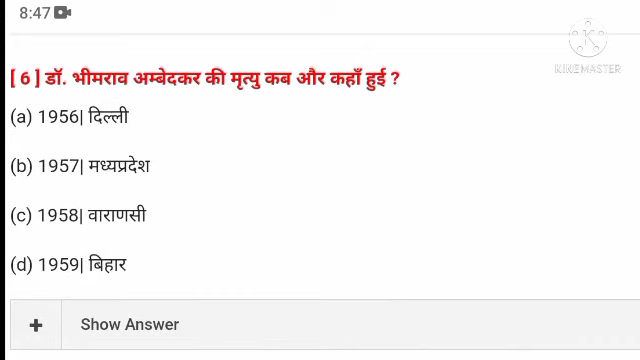 8:47
KINEMASTER
[ 6 ] डॉ. भीमराव अम्बेदकर की मृत्यु कब और कहाँ हुई ?
(a) 1956| दिल्ली
(b) 1957| मध्यप्रदेश
(c) 1958| वाराणसी
(d) 1959| बिहार
+ Show Answer